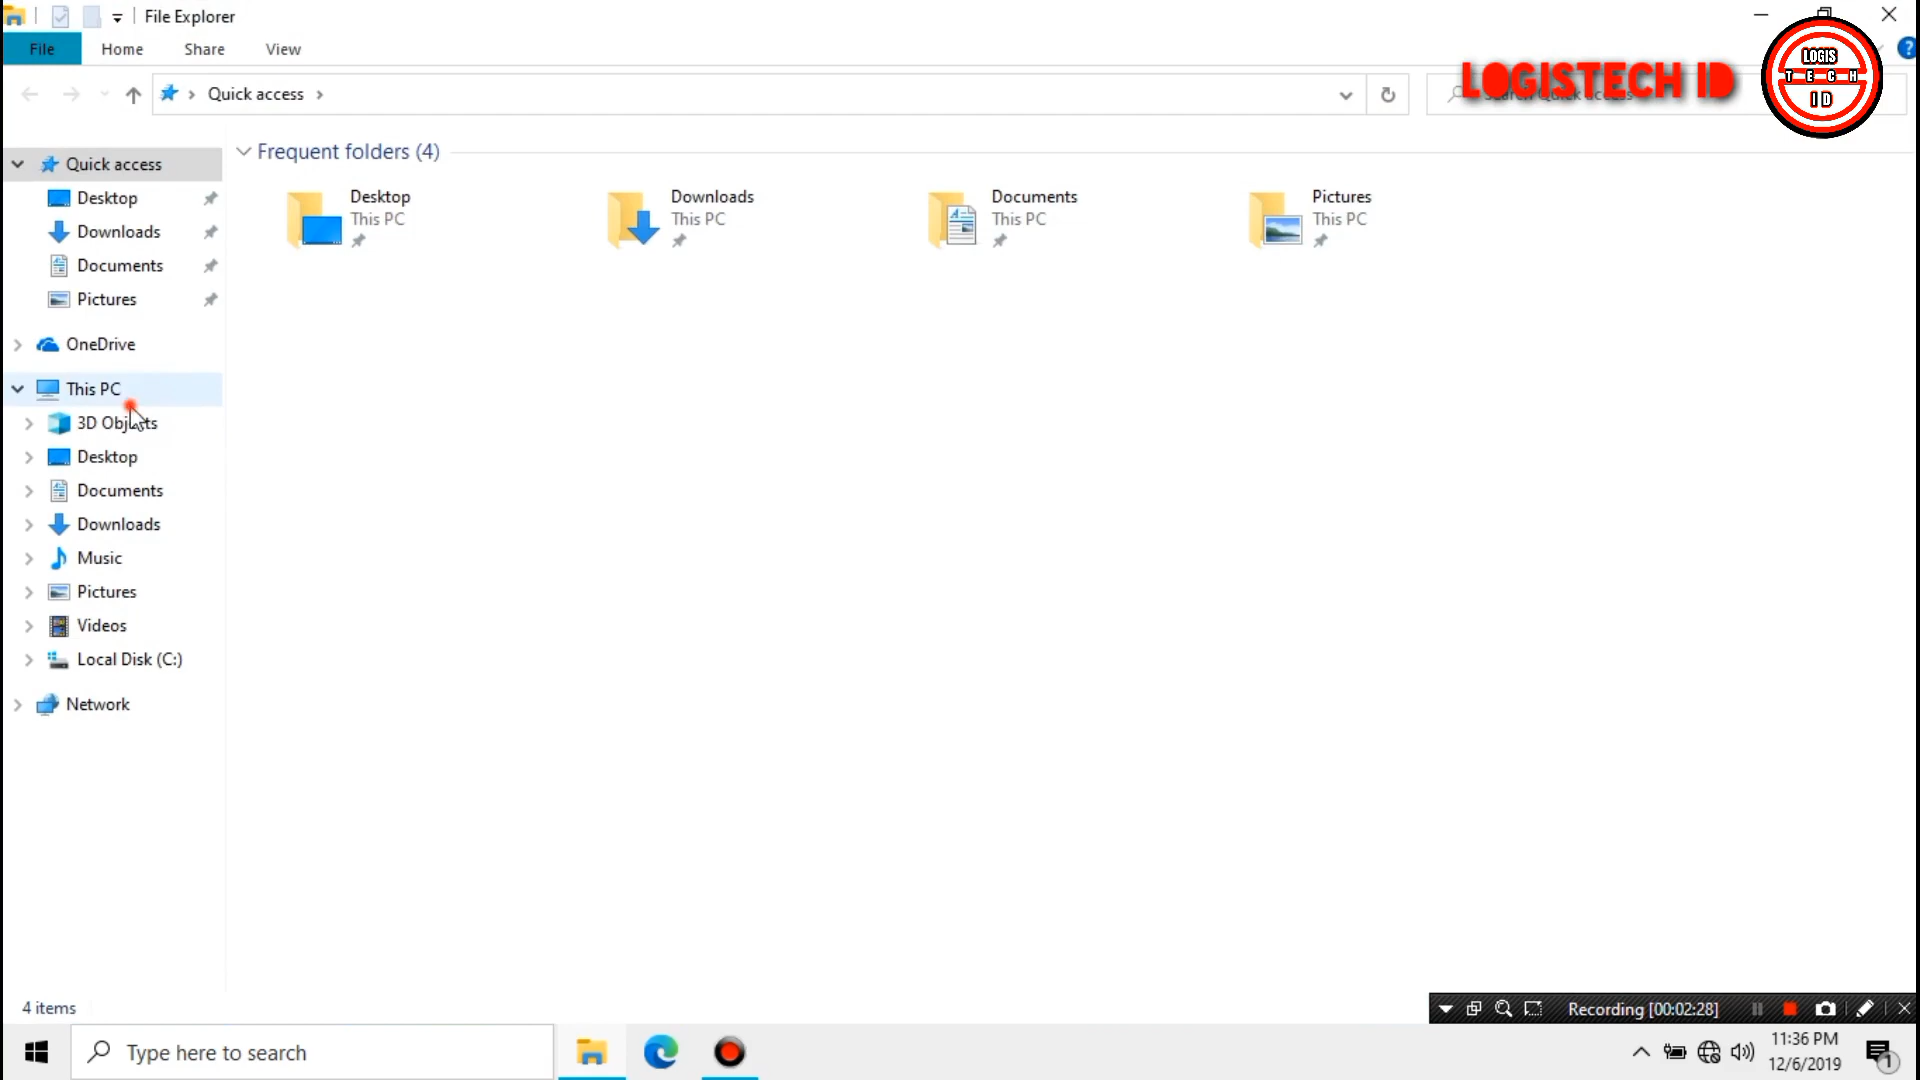 File Explorer
File Home Share View
Quick access
LOGISTECH ID
LOGIS
TECH
ID
Quick access
Desktop
Downloads
Documents
Pictures
OneDrive
This PC
3D Objects
Desktop
Documents
Downloads
Music
Pictures
Videos
Local Disk (C:)
Network
Frequent folders (4)
Desktop
This PC
Downloads
This PC
Documents
This PC
Pictures
This PC
4 items
Recording [00:02:28]
Type here to search
11:36 PM
12/6/2019
1